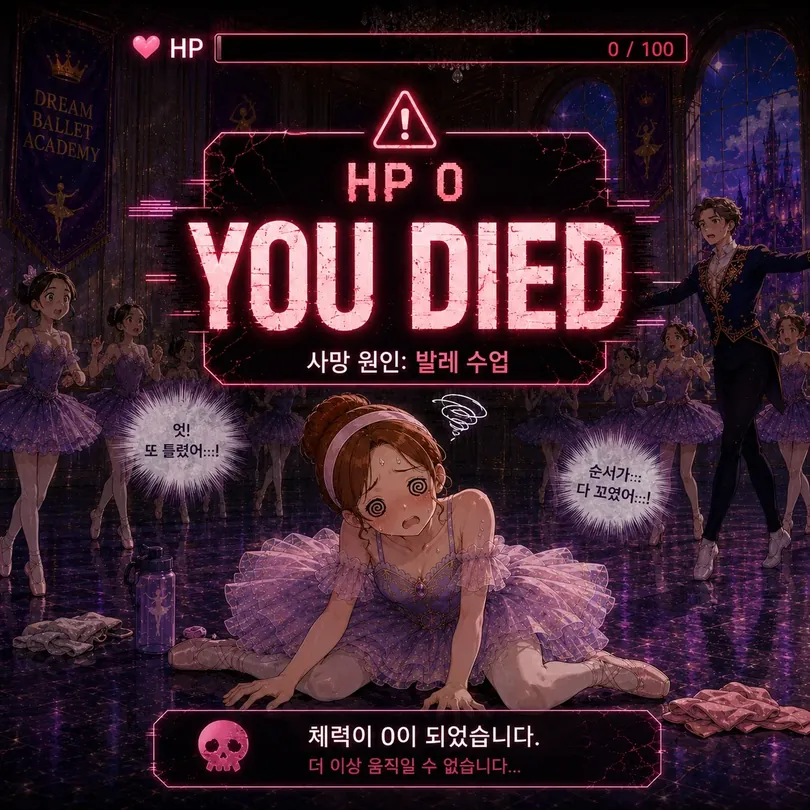 HP
0 / 100
DREAM
BALLET
ACADEMY
!
HP 0
YOU DIED
사망 원인: 발레 수업
엇!
또 틀렸어...!
순서가...
다 꼬였어...!
체력이 0이 되었습니다.
더 이상 움직일 수 없습니다...